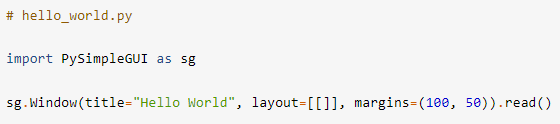 # hello_world.py
import PySimpleGUI as sg
sg.Window(title="Hello World", layout=[[]], margins=(100, 50)).read()